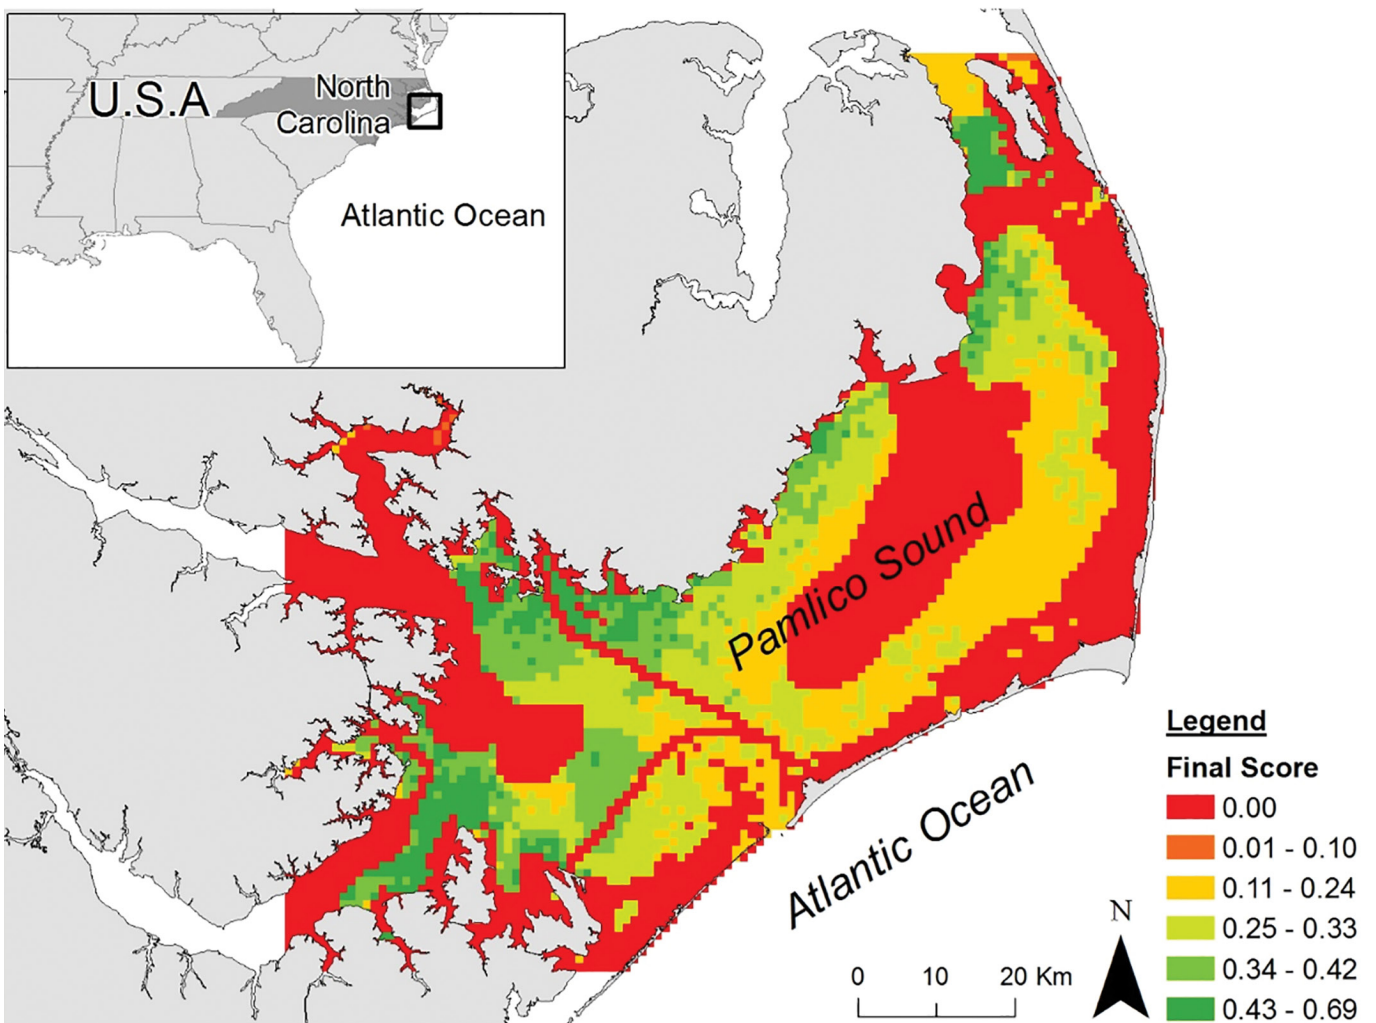 U.S.A
North
Carolina
Atlantic Ocean
Pamlico Sound
Atlantic Ocean
N
0 10 20 Km
Legend
Final Score
0.00
0.01 - 0.10
0.11 - 0.24
0.25 - 0.33
0.34 - 0.42
0.43 - 0.69